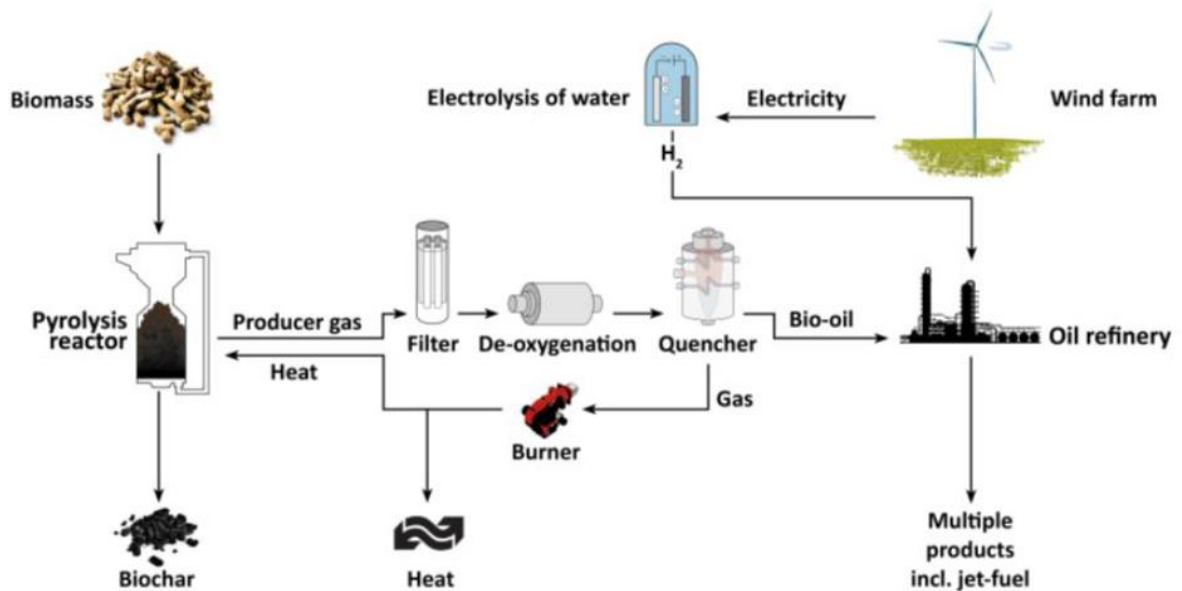 Biomass
Electrolysis of water
Electricity
Wind farm
H₂
Pyrolysis
reactor
Producer gas
Heat
Filter
De-oxygenation
Quencher
Bio-oil
Oil refinery
Gas
Burner
Biochar
Heat
Multiple
products
incl. jet-fuel